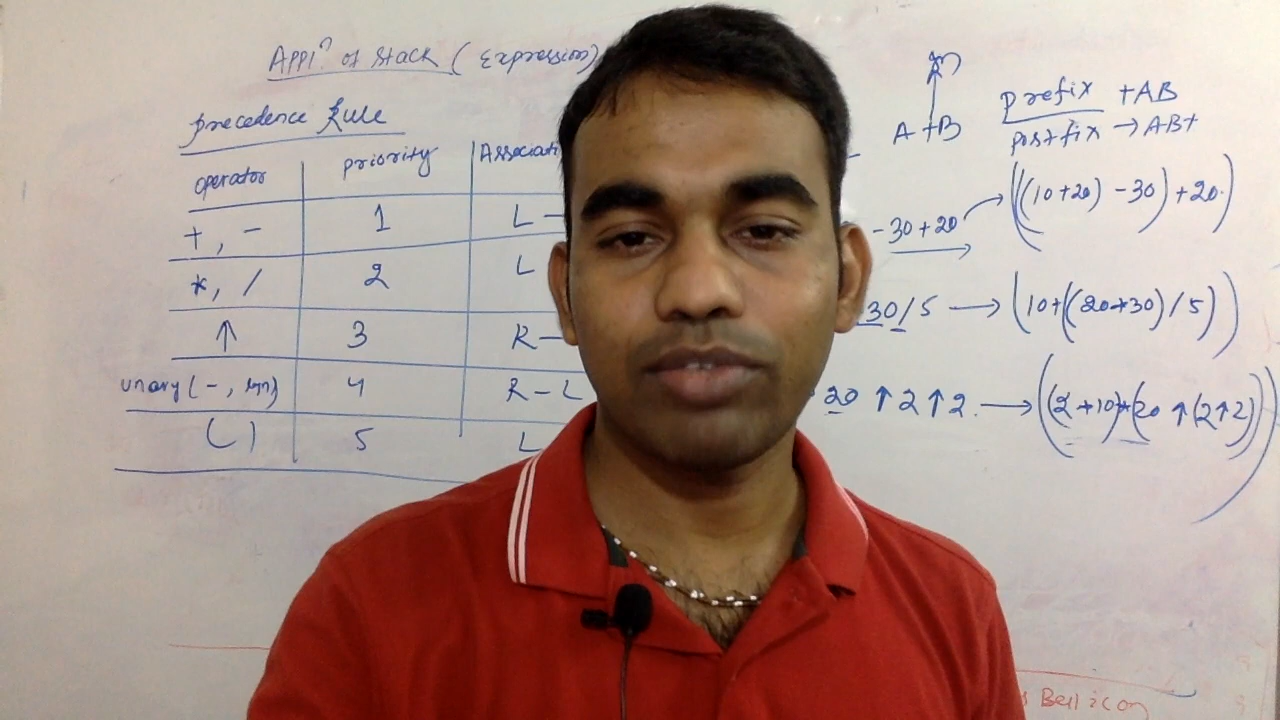 Appl? of Stack (Expression)
Precedence Rule
operator priority Associati
+, - 1 L -
*, / 2 L
↑ 3 R -
unary (-, 4 R - L
( ) 5 L
A + B
prefix +AB
postfix → AB+
- 30 + 20 → (((10 + 20) - 30) + 20)
30 / 5 → (10 + ((20 * 30) / 5))
20 ↑ 2 ↑ 2 → ((2 + 10) * (20 ↑ (2 ↑ 2)))
Bell icon